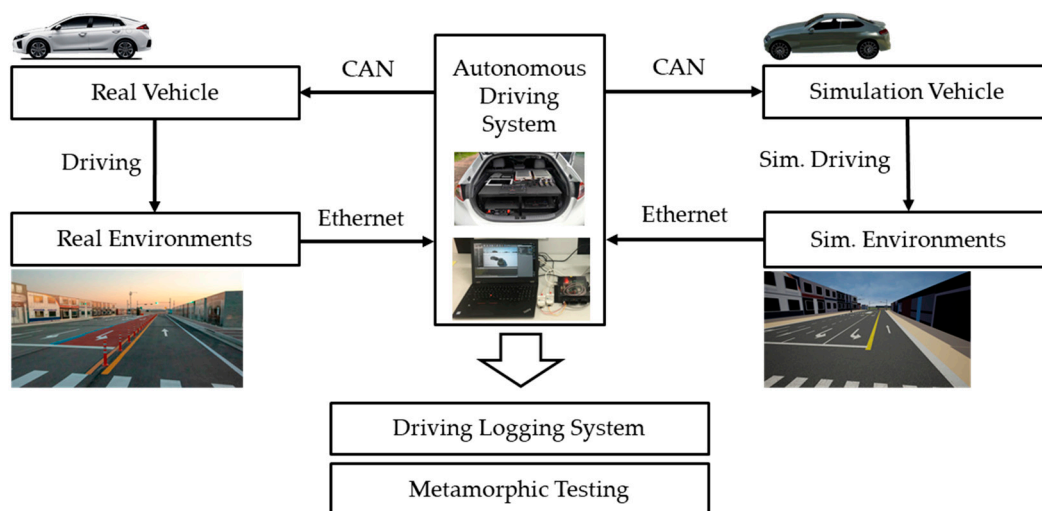 CAN
Autonomous
Driving
System
CAN
Real Vehicle
Simulation Vehicle
Driving
Sim. Driving
Ethernet
Ethernet
Real Environments
Sim. Environments
Driving Logging System
Metamorphic Testing